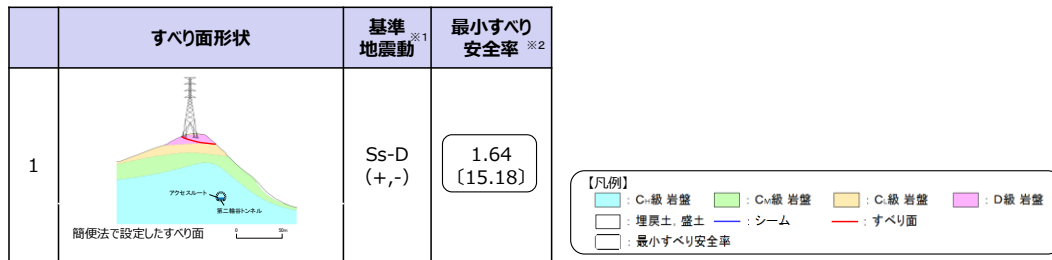 すべり面形状
基準
地震動 ※1
最小すべり
安全率 ※2
1
アクセスルート
第二輪谷トンネル
簡便法で設定したすべり面
0 50m
Ss-D
(+,-)
1.64
〔15.18〕
【凡例】
: CH級 岩盤 : CM級 岩盤 : CL級 岩盤 : D級 岩盤
: 埋戻土, 盛土 : シーム : すべり面
: 最小すべり安全率